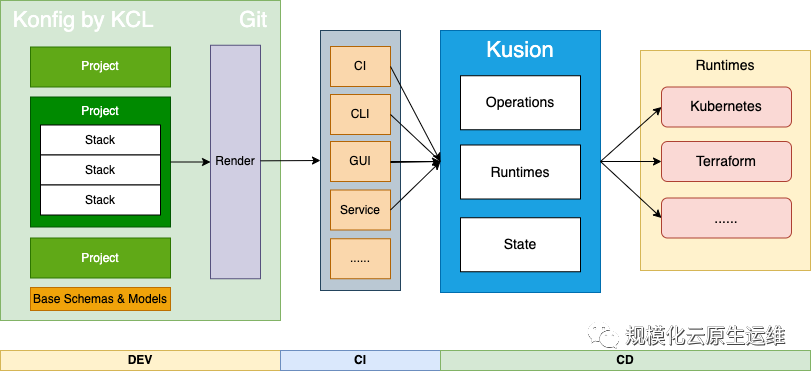 Konfig by KCL
Git
Project
Project
Stack
Stack
Stack
Project
Base Schemas & Models
Render
CI
CLI
GUI
Service
......
Kusion
Operations
Runtimes
State
Runtimes
Kubernetes
Terraform
......
规模化云原生运维
DEV
CI
CD